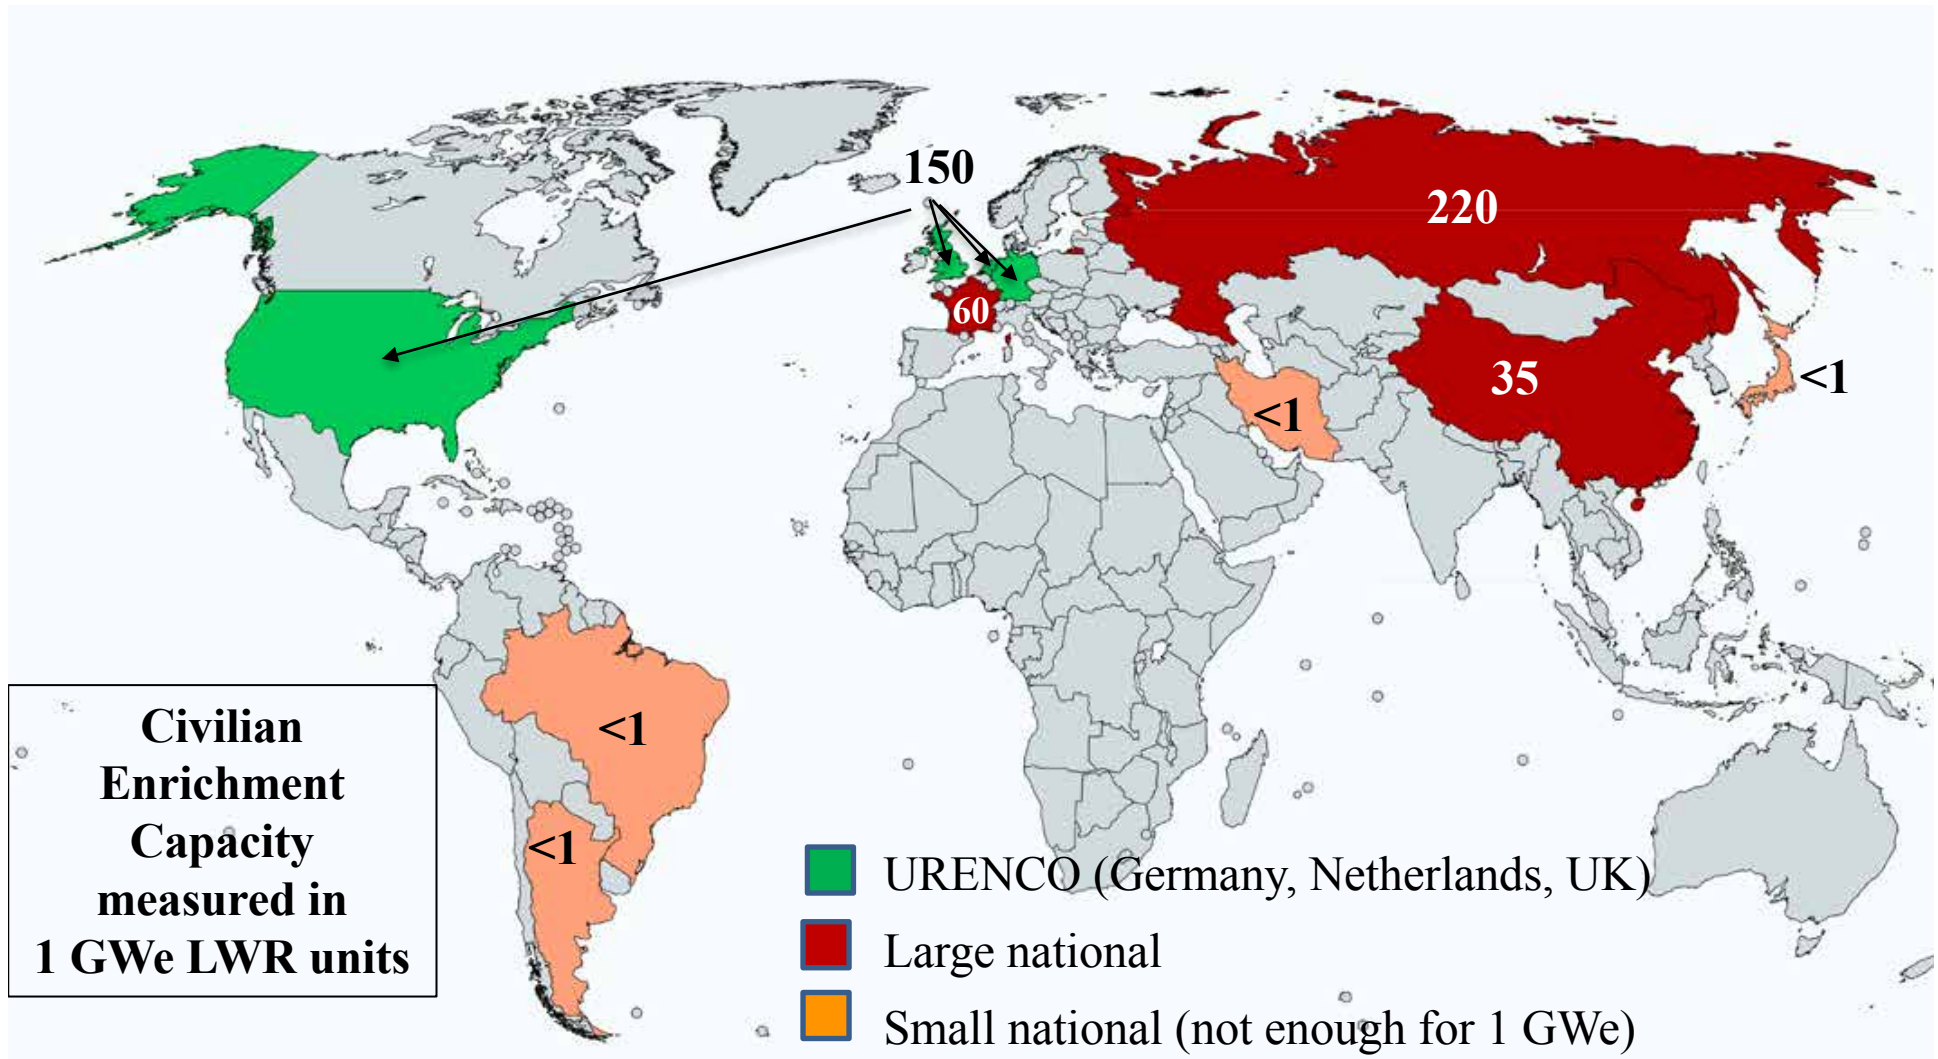 150
220
60
35
<1
<1
<1
<1
Civilian
Enrichment
Capacity
measured in
1 GWe LWR units
URENCO (Germany, Netherlands, UK)
Large national
Small national (not enough for 1 GWe)